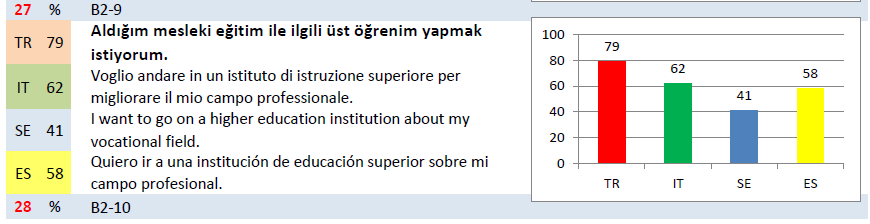 27 % B2-9
TR 79 Aldığım mesleki eğitim ile ilgili üst öğrenim yapmak
istiyorum.
IT 62 Voglio andare in un istituto di istruzione superiore per
migliorare il mio campo professionale.
SE 41 I want to go on a higher education institution about my
vocational field.
ES 58 Quiero ir a una institución de educación superior sobre mi
campo profesional.
28 % B2-10
100
80
60
40
20
0
79
62
41
58
TR IT SE ES